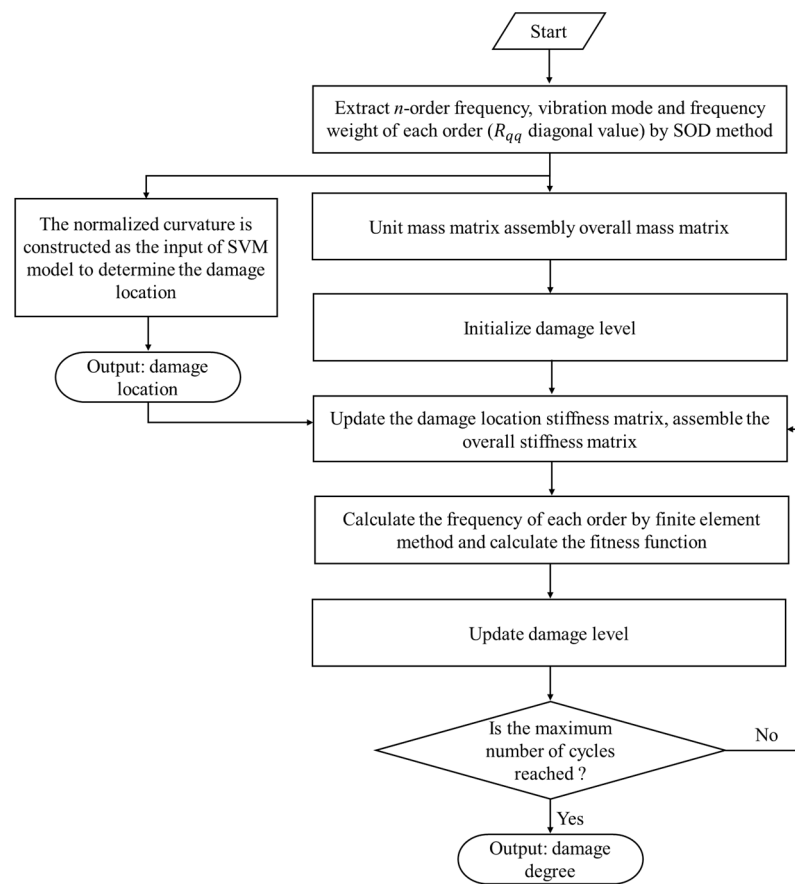 Start
Extract n-order frequency, vibration mode and frequency
weight of each order (R_qq diagonal value) by SOD method
The normalized curvature is
constructed as the input of SVM
model to determine the damage
location
Unit mass matrix assembly overall mass matrix
Initialize damage level
Output: damage
location
Update the damage location stiffness matrix, assemble the
overall stiffness matrix
Calculate the frequency of each order by finite element
method and calculate the fitness function
Update damage level
Is the maximum
number of cycles
reached ?
No
Yes
Output: damage
degree